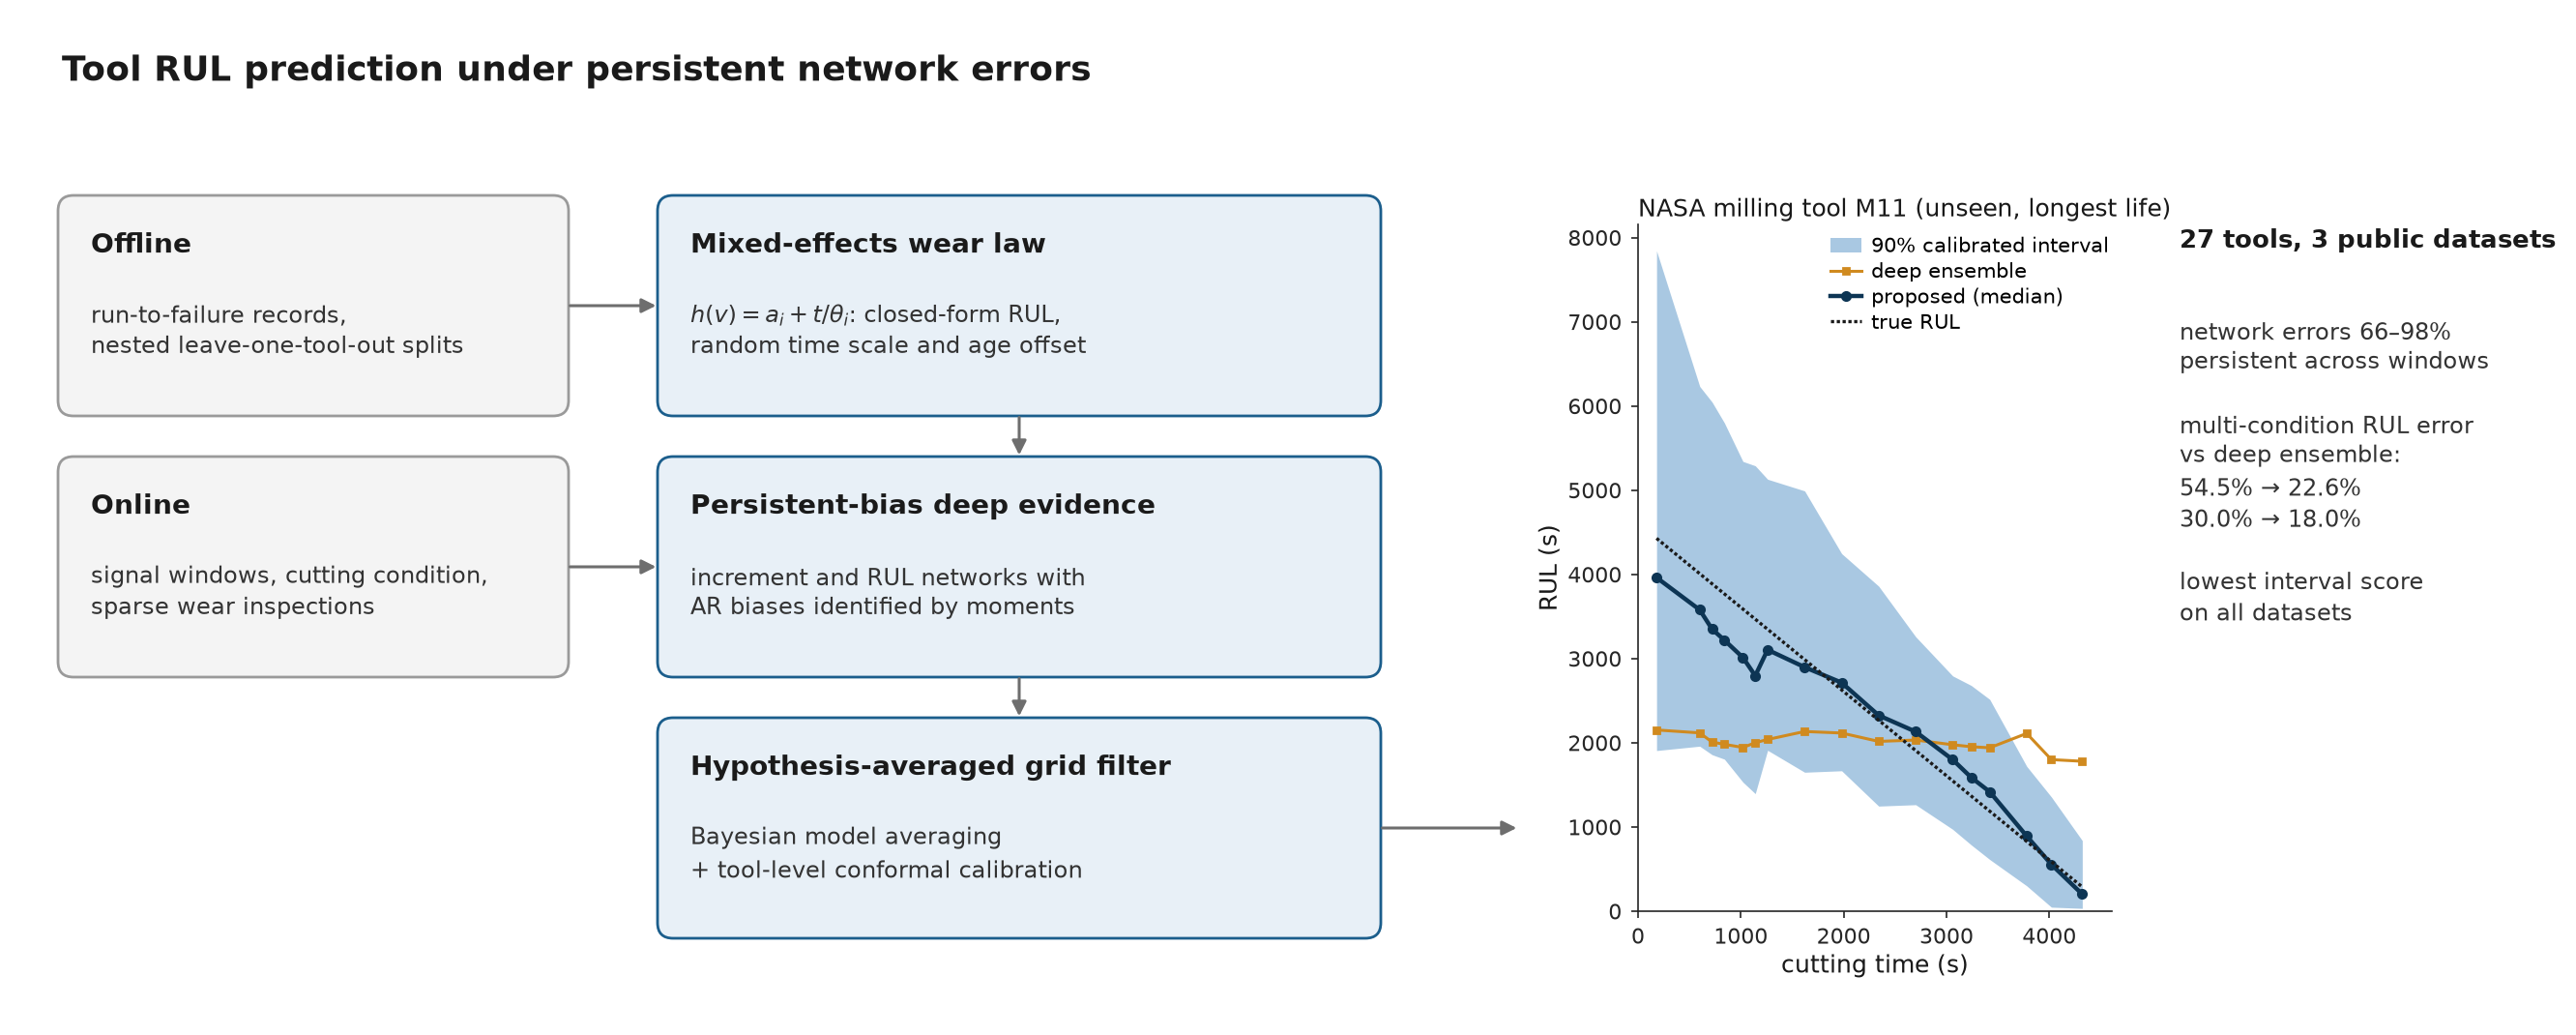 Tool RUL prediction under persistent network errors
Offline
run-to-failure records,
nested leave-one-tool-out splits
Mixed-effects wear law
h(v) = aᵢ + t/θᵢ: closed-form RUL,
random time scale and age offset
Online
signal windows, cutting condition,
sparse wear inspections
Persistent-bias deep evidence
increment and RUL networks with
AR biases identified by moments
Hypothesis-averaged grid filter
Bayesian model averaging
+ tool-level conformal calibration
NASA milling tool M11 (unseen, longest life)
90% calibrated interval
deep ensemble
proposed (median)
true RUL
RUL (s)
8000
7000
6000
5000
4000
3000
2000
1000
0
0 1000 2000 3000 4000
cutting time (s)
27 tools, 3 public datasets
network errors 66–98%
persistent across windows
multi-condition RUL error
vs deep ensemble:
54.5% → 22.6%
30.0% → 18.0%
lowest interval score
on all datasets